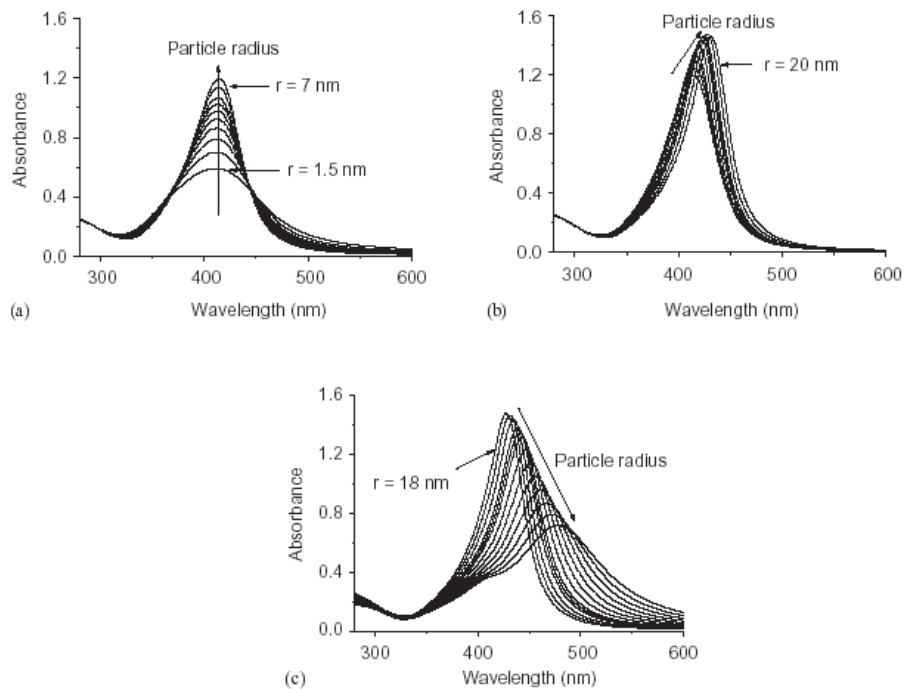 1.6
1.2
0.8
0.4
0.0
Absorbance
Particle radius
r = 7 nm
r = 1.5 nm
300
400
500
600
Wavelength (nm)
(a)
1.6
1.2
0.8
0.4
0.0
Absorbance
Particle radius
r = 20 nm
300
400
500
600
Wavelength (nm)
(b)
1.6
1.2
0.8
0.4
0.0
Absorbance
r = 18 nm
Particle radius
300
400
500
600
Wavelength (nm)
(c)